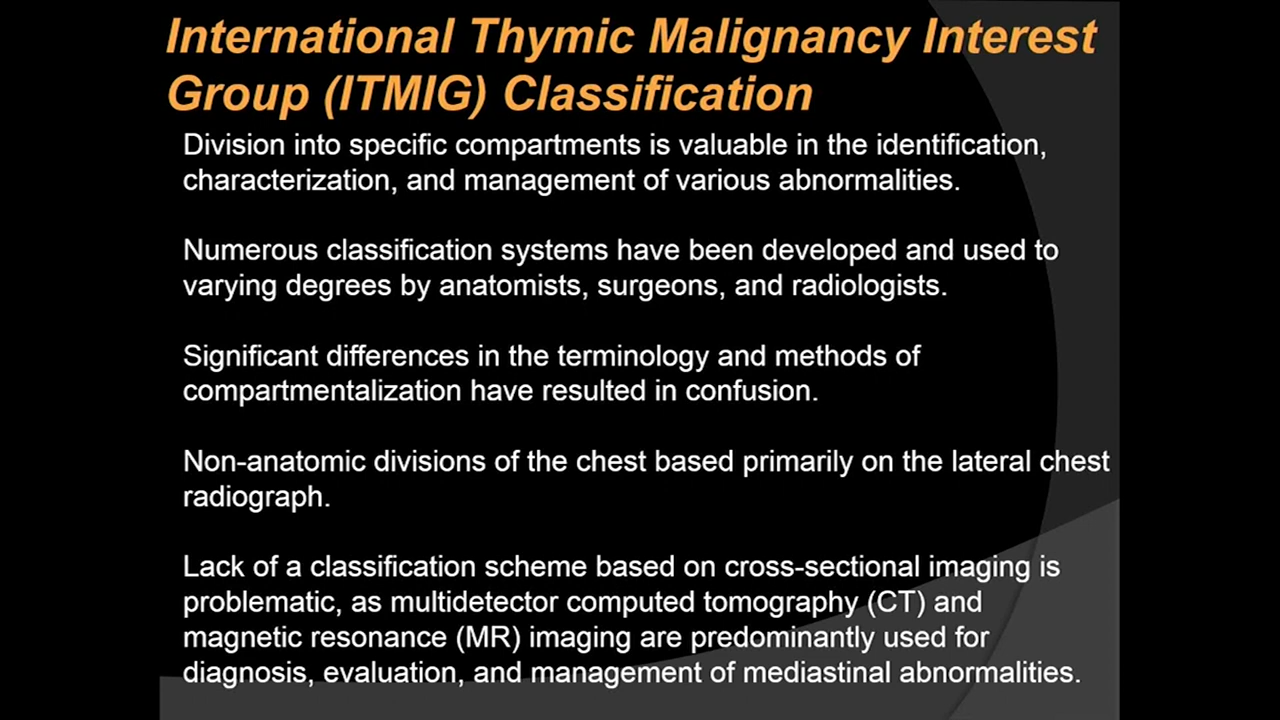 International Thymic Malignancy Interest
Group (ITMIG) Classification
Division into specific compartments is valuable in the identification,
characterization, and management of various abnormalities.
Numerous classification systems have been developed and used to
varying degrees by anatomists, surgeons, and radiologists.
Significant differences in the terminology and methods of
compartmentalization have resulted in confusion.
Non-anatomic divisions of the chest based primarily on the lateral chest
radiograph.
Lack of a classification scheme based on cross-sectional imaging is
problematic, as multidetector computed tomography (CT) and
magnetic resonance (MR) imaging are predominantly used for
diagnosis, evaluation, and management of mediastinal abnormalities.